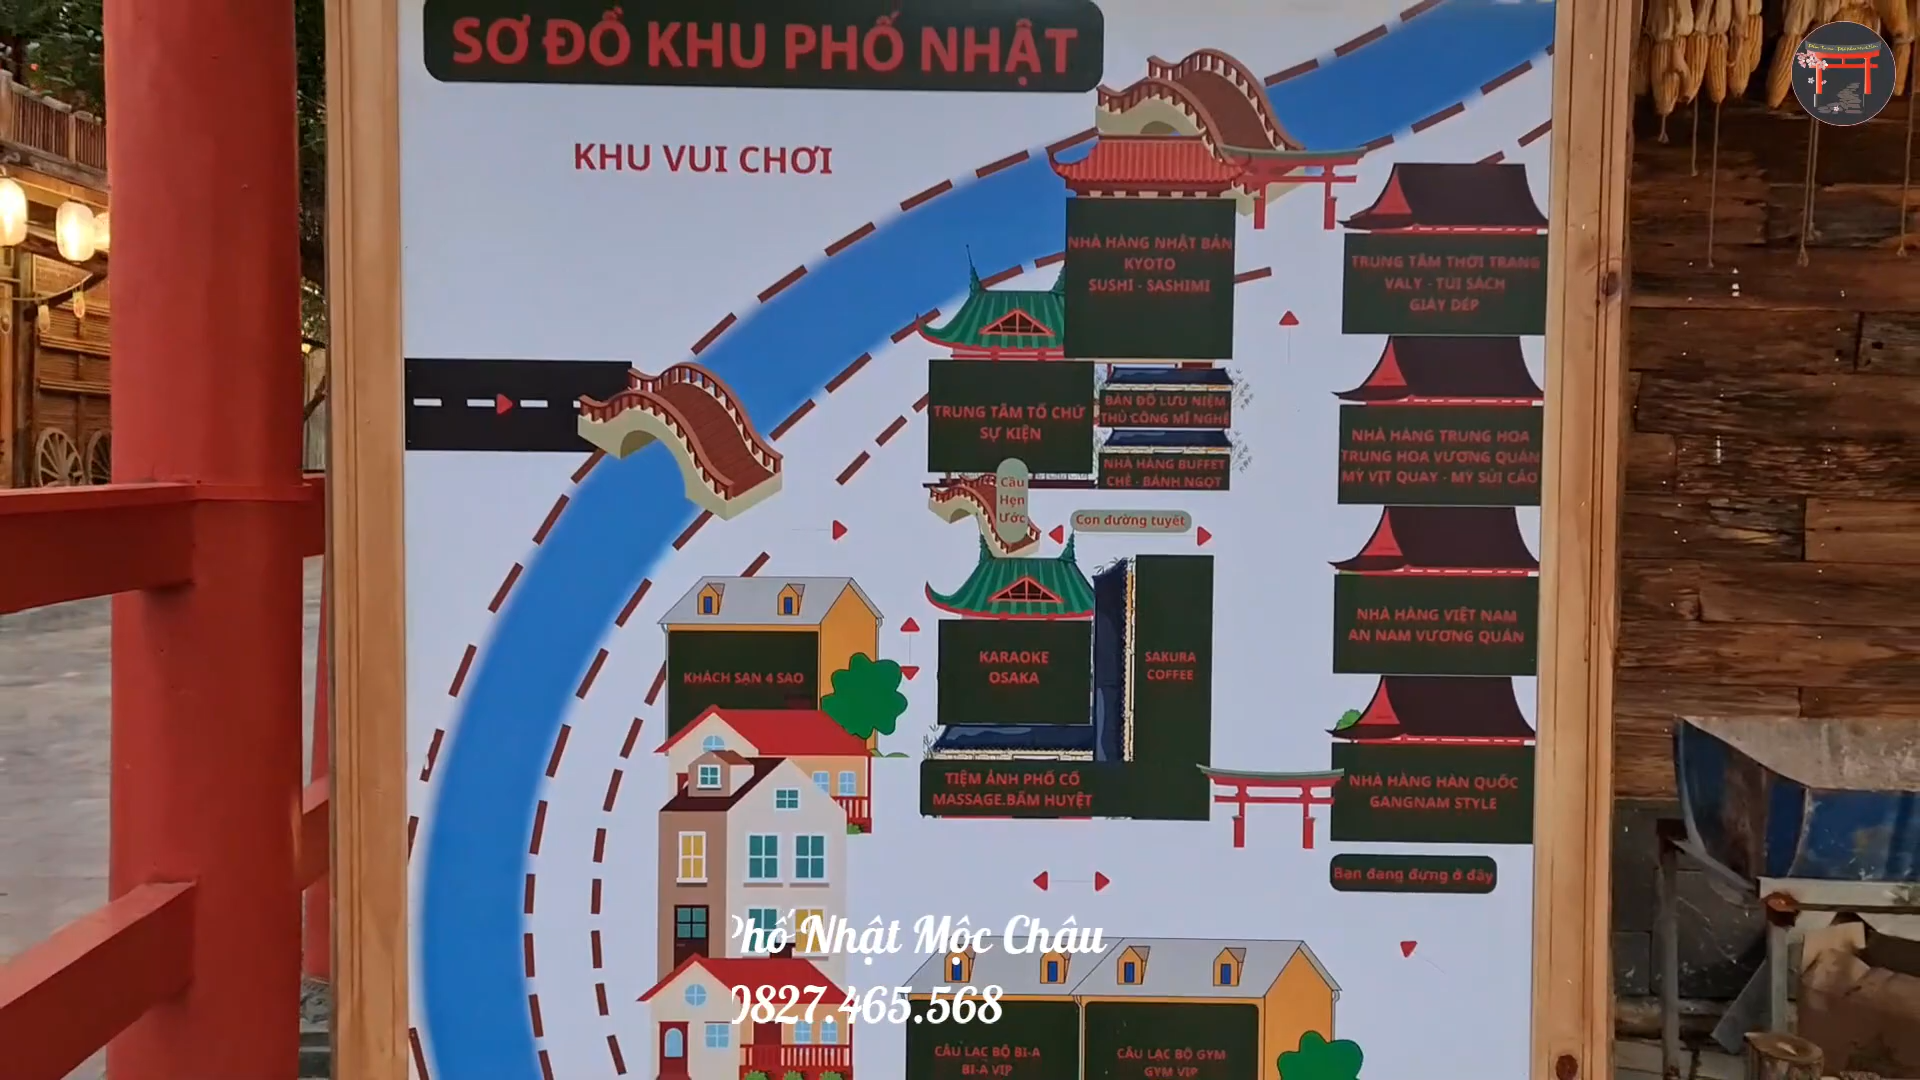 SƠ ĐỒ KHU PHỐ NHẬT
KHU VUI CHƠI
NHÀ HÀNG NHẬT BẢN
KYOTO
SUSHI - SASHIMI
TRUNG TÂM THỜI TRANG
VALY - TÚI SÁCH
GIÀY DÉP
TRUNG TÂM TỔ CHỨ
SỰ KIỆN
BÁN ĐỒ LƯU NIỆM
THỦ CÔNG MĨ NGHỆ
NHÀ HÀNG BUFFET
CHÈ - BÁNH NGỌT
NHÀ HÀNG TRUNG HOA
TRUNG HOA VƯƠNG QUÁN
MỲ VỊT QUAY - MỲ SỦI CẢO
Cầu
Hẹn
Ước
Con đường tuyết
NHÀ HÀNG VIỆT NAM
AN NAM VƯƠNG QUÁN
KHÁCH SẠN 4 SAO
KARAOKE
OSAKA
SAKURA
COFFEE
TIỆM ẢNH PHỐ CỔ
MASSAGE.BẤM HUYỆT
NHÀ HÀNG HÀN QUỐC
GANGNAM STYLE
Bạn đang đứng ở đây
Phố Nhật Mộc Châu
0827.465.568
CÂU LẠC BỘ BI-A
BI-A VIP
CÂU LẠC BỘ GYM
GYM VIP